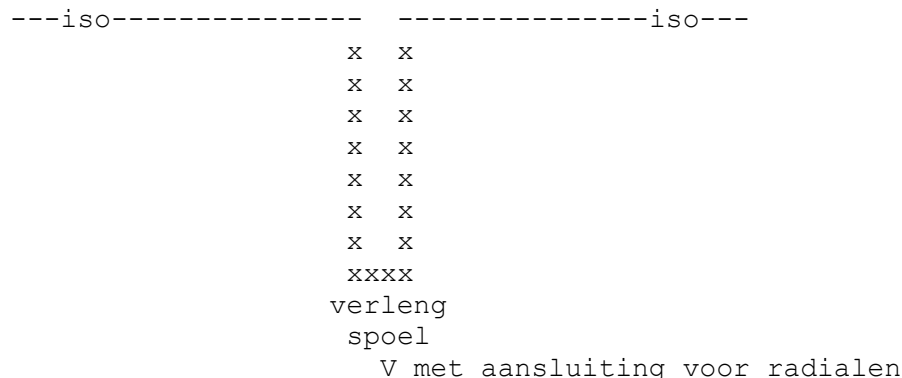 ---iso--------------- ---------------iso---
x x
x x
x x
x x
x x
x x
x x
xxxx
verleng
spoel
V met aansluiting voor radialen